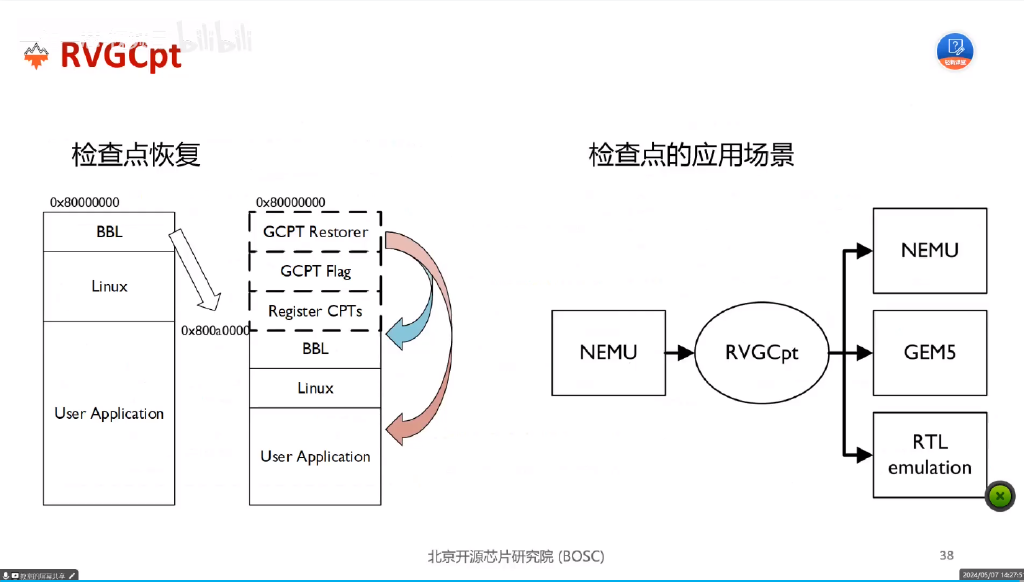 bilibili
RVGCpt
检查点恢复
0x80000000
BBL
Linux
User Application
0x800a0000
0x80000000
GCPT Restorer
GCPT Flag
Register CPTs
BBL
Linux
User Application
检查点的应用场景
NEMU
RVGCpt
NEMU
GEM5
RTL
emulation
北京开源芯片研究院 (BOSC)
38